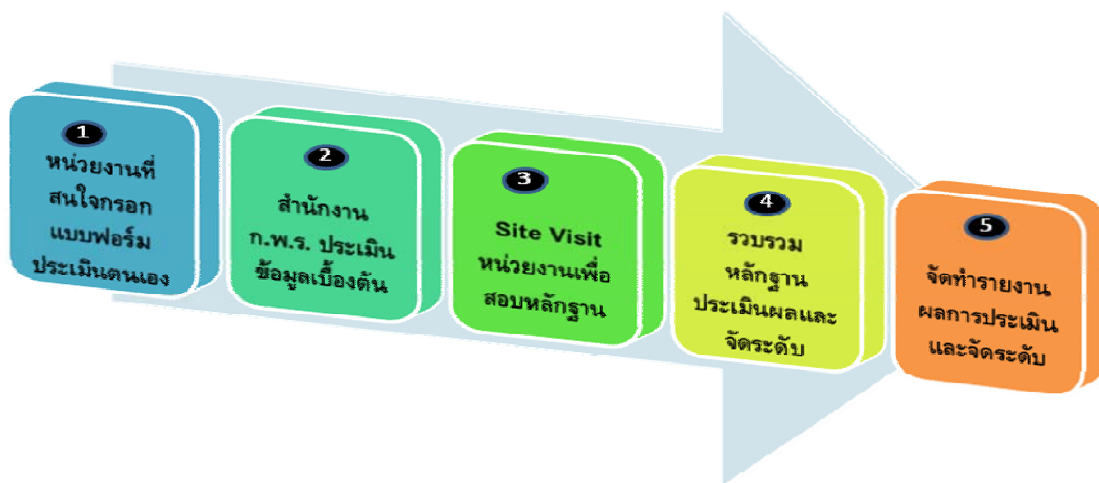 1
หน่วยงานที่
สนใจกรอก
แบบฟอร์ม
ประเมินตนเอง
2
สำนักงาน
ก.พ.ร. ประเมิน
ข้อมูลเบื้องต้น
3
Site Visit
หน่วยงานเพื่อ
สอบหลักฐาน
4
รวบรวม
หลักฐาน
ประเมินผลและ
จัดระดับ
5
จัดทำรายงาน
ผลการประเมิน
และจัดระดับ